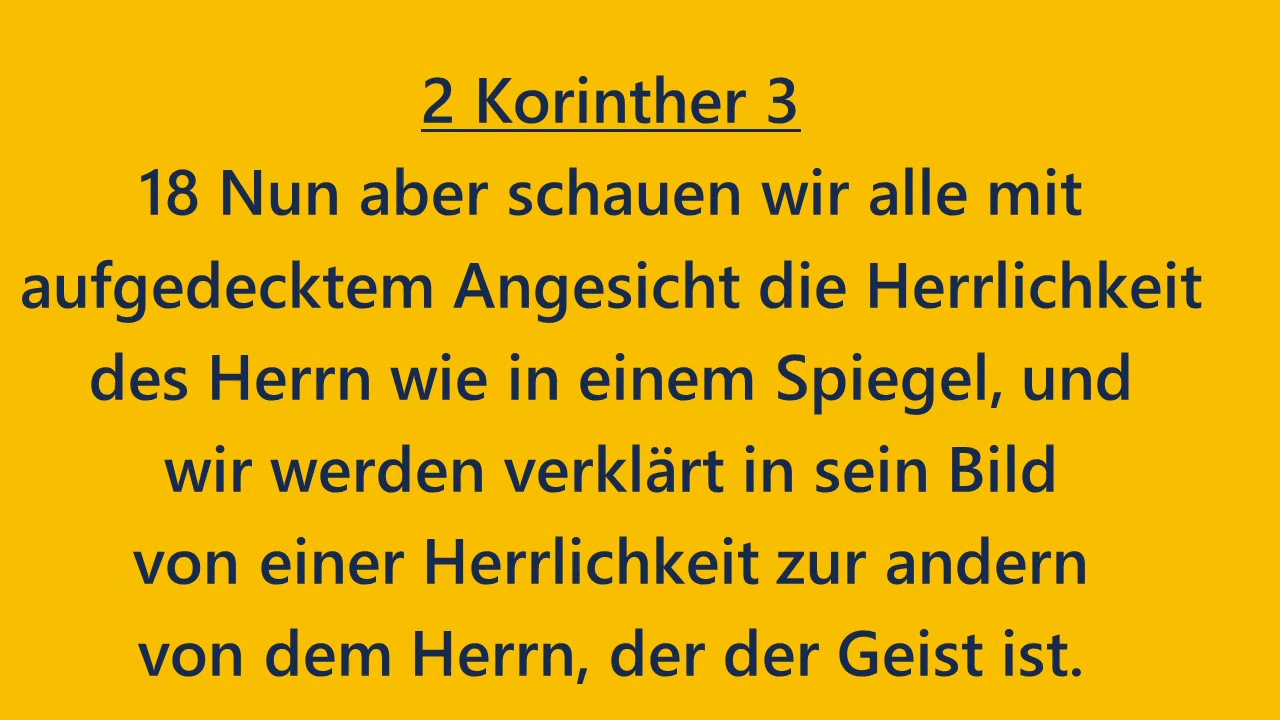 2 Korinther 3
18 Nun aber schauen wir alle mit
aufgedecktem Angesicht die Herrlichkeit
des Herrn wie in einem Spiegel, und
wir werden verklärt in sein Bild
von einer Herrlichkeit zur andern
von dem Herrn, der der Geist ist.